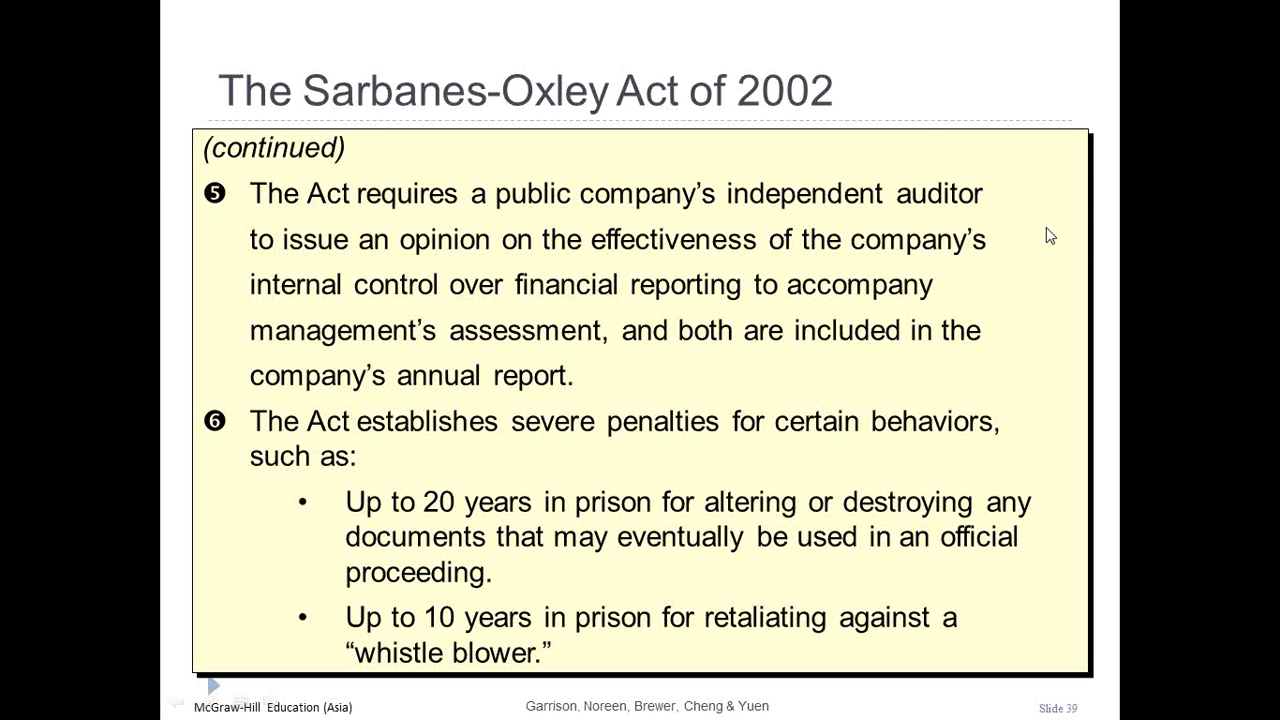 The Sarbanes-Oxley Act of 2002
(continued)
❺ The Act requires a public company’s independent auditor
to issue an opinion on the effectiveness of the company’s
internal control over financial reporting to accompany
management’s assessment, and both are included in the
company’s annual report.
❻ The Act establishes severe penalties for certain behaviors,
such as:
• Up to 20 years in prison for altering or destroying any
documents that may eventually be used in an official
proceeding.
• Up to 10 years in prison for retaliating against a
“whistle blower.”
McGraw-Hill Education (Asia)
Garrison, Noreen, Brewer, Cheng & Yuen
Slide 39